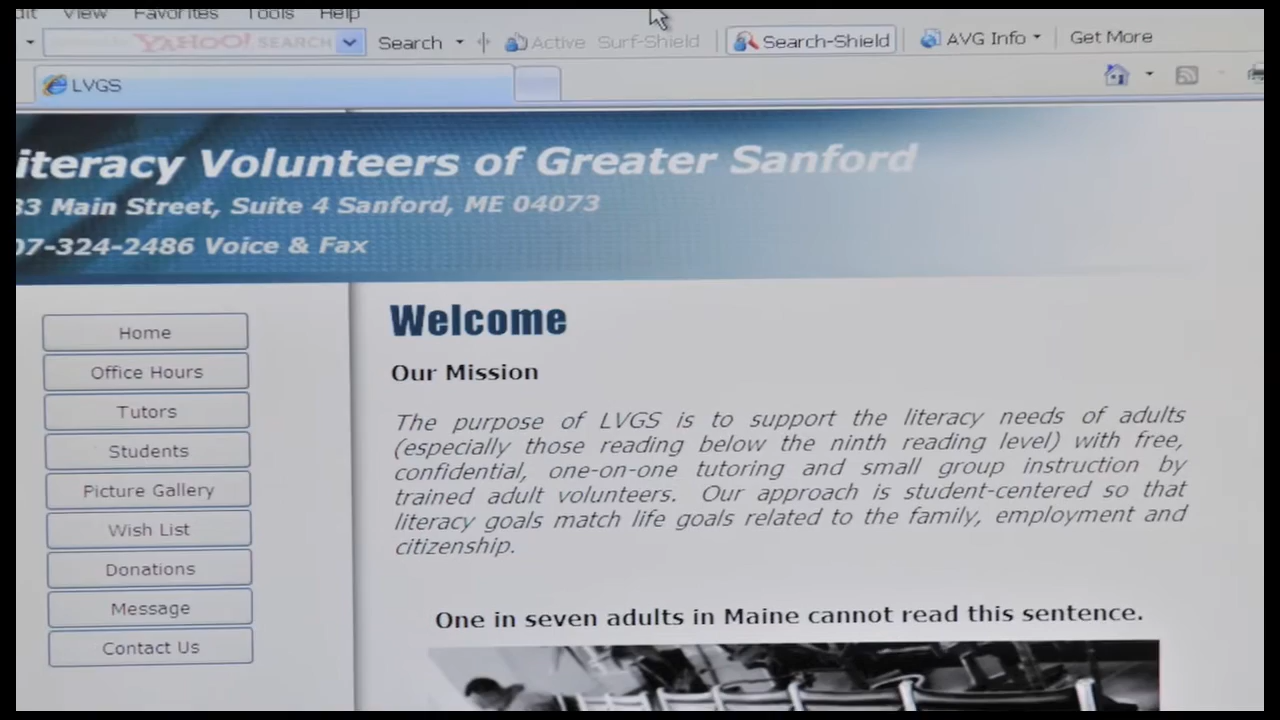 View Favorites Tools Help
YAHOO! SEARCH Search Active Surf-Shield Search-Shield AVG Info Get More
LVGS
iteracy Volunteers of Greater Sanford
33 Main Street, Suite 4 Sanford, ME 04073
07-324-2486 Voice & Fax
Home
Office Hours
Tutors
Students
Picture Gallery
Wish List
Donations
Message
Contact Us
Welcome
Our Mission
The purpose of LVGS is to support the literacy needs of adults
(especially those reading below the ninth reading level) with free,
confidential, one-on-one tutoring and small group instruction by
trained adult volunteers. Our approach is student-centered so that
literacy goals match life goals related to the family, employment and
citizenship.
One in seven adults in Maine cannot read this sentence.